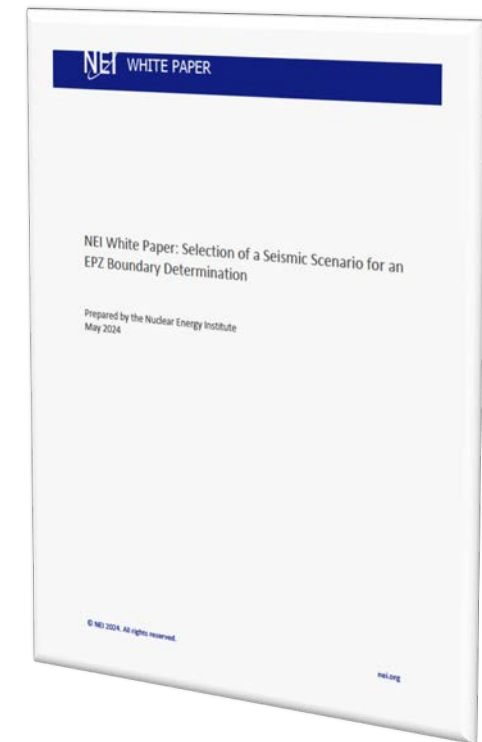 NEI WHITE PAPER
NEI White Paper: Selection of a Seismic Scenario for an
EPZ Boundary Determination
Prepared by the Nuclear Energy Institute
May 2024
© NEI 2024. All rights reserved.
nei.org